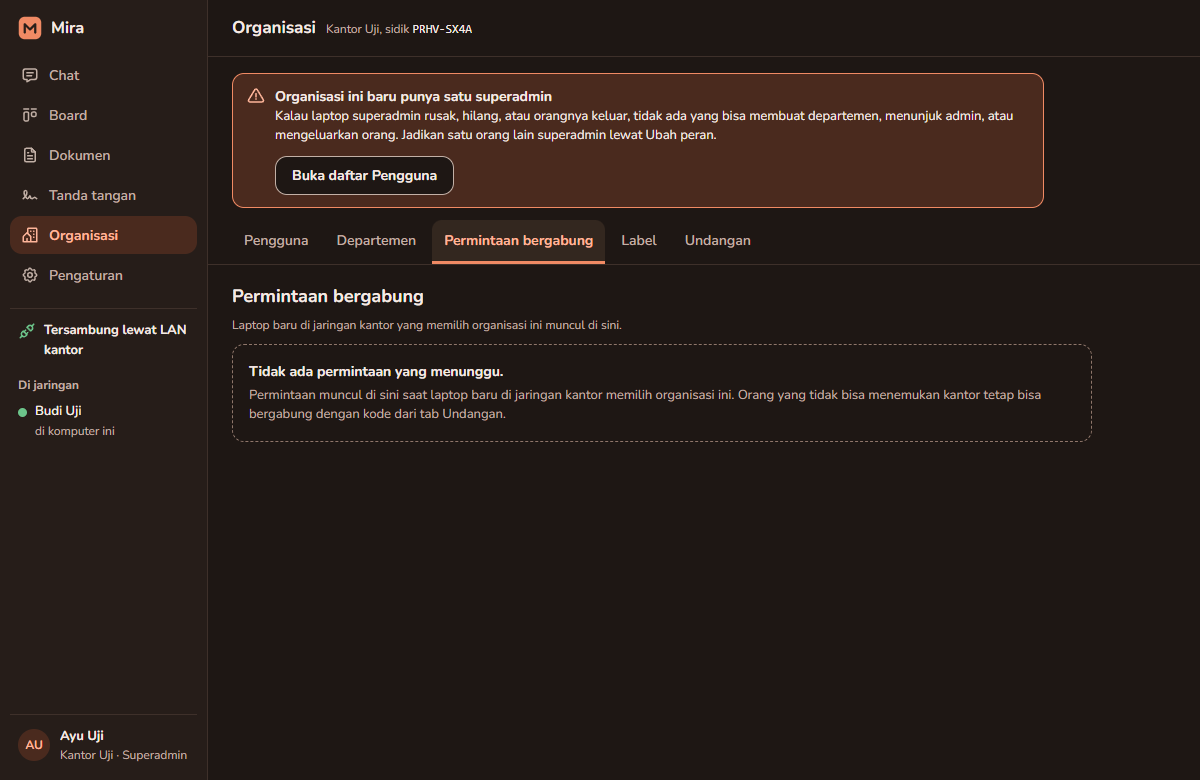 Mira
Chat
Board
Dokumen
Tanda tangan
Organisasi
Pengaturan
Tersambung lewat LAN
kantor
Di jaringan
Budi Uji
di komputer ini
AU
Ayu Uji
Kantor Uji · Superadmin
Organisasi Kantor Uji, sidik PRHV-SX4A
Organisasi ini baru punya satu superadmin
Kalau laptop superadmin rusak, hilang, atau orangnya keluar, tidak ada yang bisa membuat departemen, menunjuk admin, atau
mengeluarkan orang. Jadikan satu orang lain superadmin lewat Ubah peran.
Buka daftar Pengguna
Pengguna Departemen Permintaan bergabung Label Undangan
Permintaan bergabung
Laptop baru di jaringan kantor yang memilih organisasi ini muncul di sini.
Tidak ada permintaan yang menunggu.
Permintaan muncul di sini saat laptop baru di jaringan kantor memilih organisasi ini. Orang yang tidak bisa menemukan kantor tetap bisa
bergabung dengan kode dari tab Undangan.